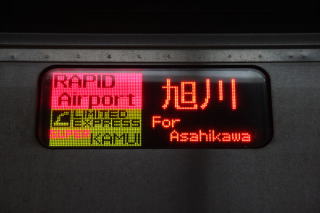 RAPID
Airport
LIMITED
EXPRESS
KAMUI
旭川
For
Asahikawa